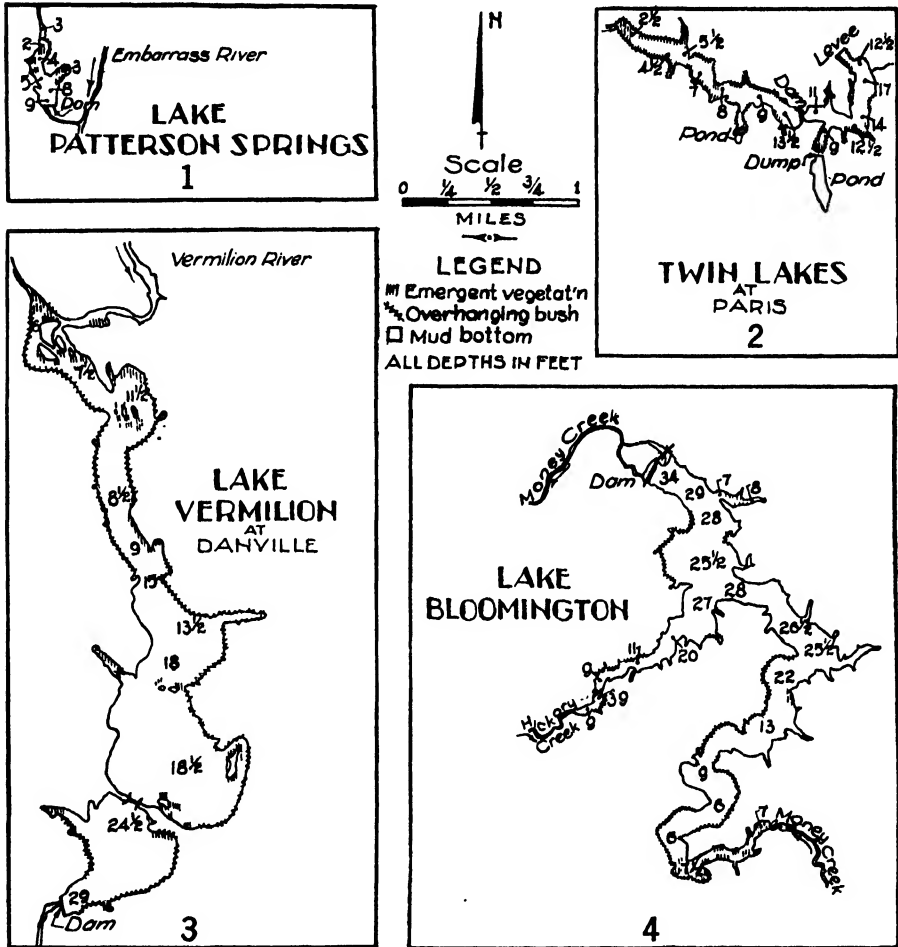 3
2
4
3
5
8
9
Dam
Embarrass River
LAKE
PATTERSON SPRINGS
1
N
Scale
0 1/4 1/2 3/4 1
MILES
LEGEND
Emergent vegetat'n
Overhanging bush
Mud bottom
ALL DEPTHS IN FEET
2 1/2
5 1/2
4 1/2
7
8
9
13 1/2
Dam
11
Levee
12 1/2
17
14
12 1/2
9
Pond
Dump
Pond
TWIN LAKES
AT
PARIS
2
Vermilion River
7 1/2
11 1/2
8 1/2
9
15
13 1/2
18
18 1/2
24 1/2
29
Dam
LAKE
VERMILION
AT
DANVILLE
3
Money Creek
Dam
34
29
7
8
28
25 1/2
28
27
26 1/2
25 1/2
20
22
11
9
13
9
9
Hickory
Creek
13
9
6
6
7
Money Creek
LAKE
BLOOMINGTON
4